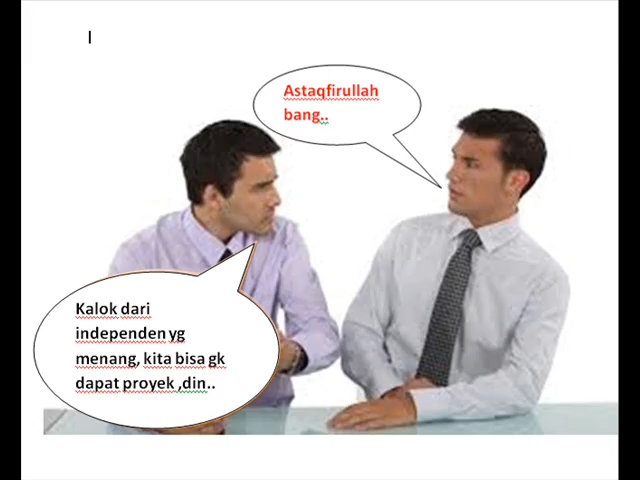 Astaqfirullah
bang..
Kalok dari
independen yg
menang, kita bisa gk
dapat proyek ,din..